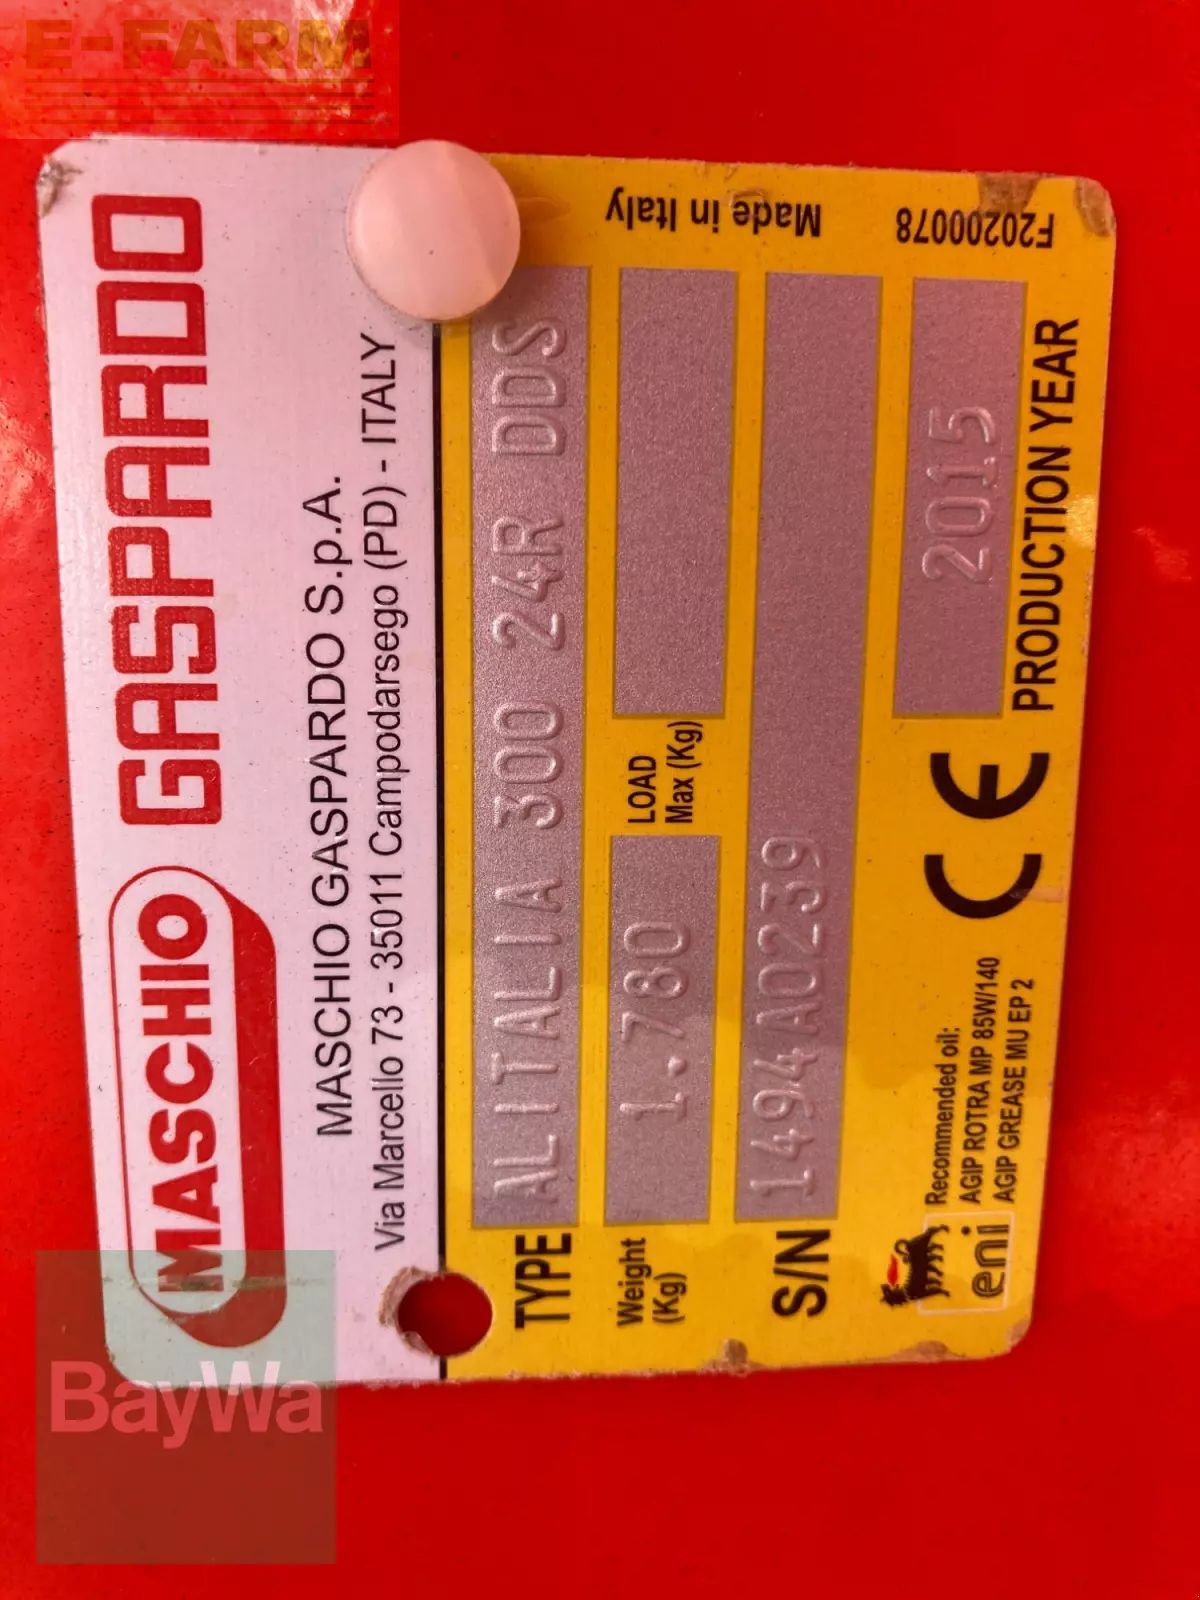 E-FARM
MASCHIO GASPARDO
MASCHIO GASPARDO S.p.A.
Via Marcello 73 - 35011 Campodarsego (PD) - ITALY
TYPE ALITALIA 300 24R DDS
Weight (Kg) 1.780 LOAD Max (Kg)
S/N 1494A0239
Made in Italy
eni
Recommended oil:
AGIP ROTRA MP 85W/140
AGIP GREASE MU EP 2
CE
2015
PRODUCTION YEAR
F20200078
BayWa